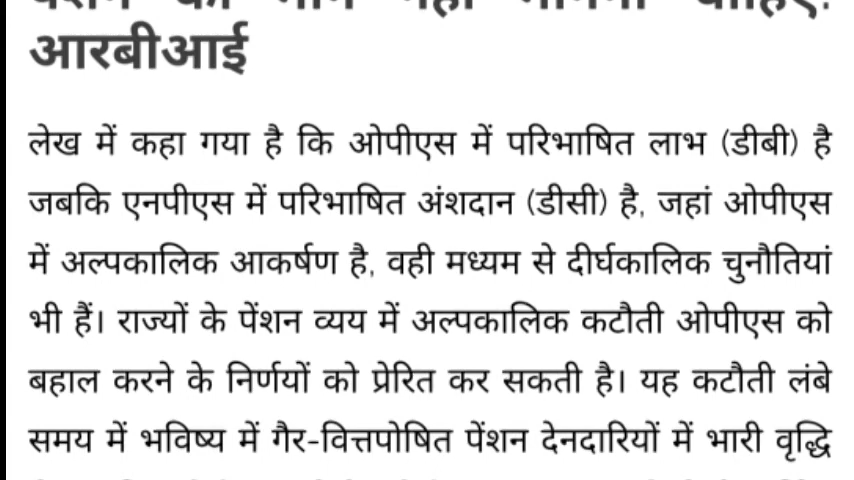 आरबीआई
लेख में कहा गया है कि ओपीएस में परिभाषित लाभ (डीबी) है
जबकि एनपीएस में परिभाषित अंशदान (डीसी) है, जहां ओपीएस
में अल्पकालिक आकर्षण है, वही मध्यम से दीर्घकालिक चुनौतियां
भी हैं। राज्यों के पेंशन व्यय में अल्पकालिक कटौती ओपीएस को
बहाल करने के निर्णयों को प्रेरित कर सकती है। यह कटौती लंबे
समय में भविष्य में गैर-वित्तपोषित पेंशन देनदारियों में भारी वृद्धि